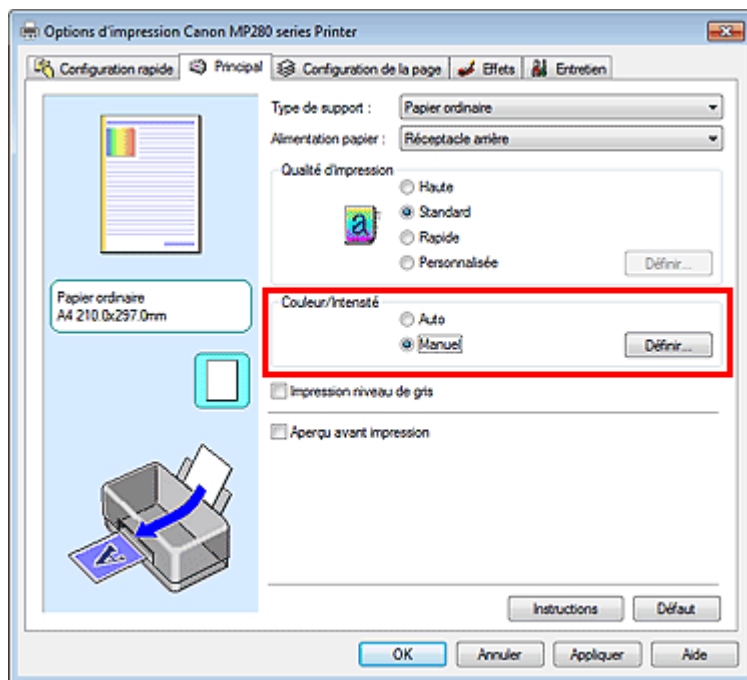 Options d'impression Canon MP280 series Printer
Configuration rapide Principal Configuration de la page Effets Entretien
Type de support : Papier ordinaire
Alimentation papier : Réceptacle arrière
Qualité d'impression
Haute
Standard
Rapide
Personnalisée Définir...
Papier ordinaire
A4 210.0x297.0mm
Couleur/Intensité
Auto
Manuel Définir...
Impression niveau de gris
Aperçu avant impression
Instructions Défaut
OK Annuler Appliquer Aide